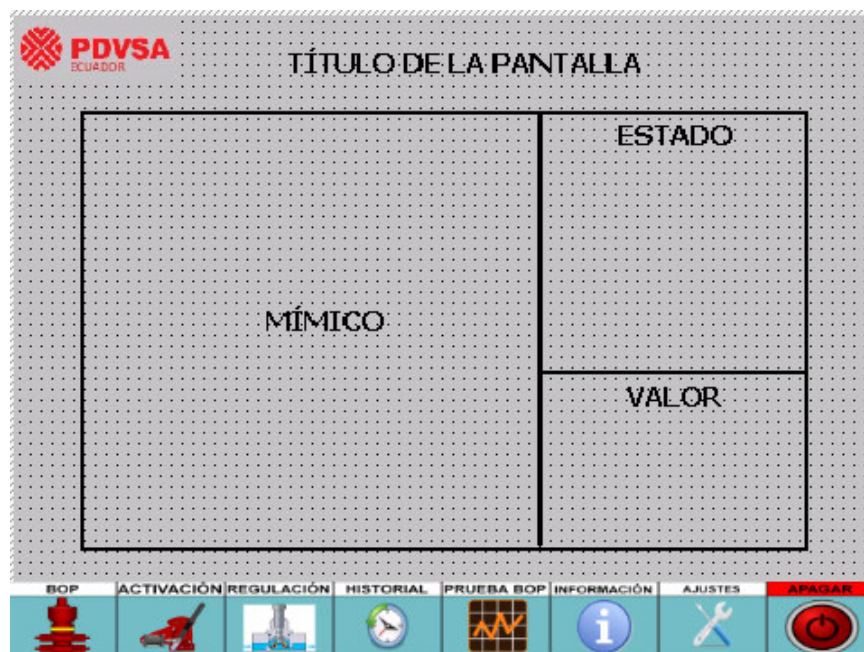 PDVSA
ECUADOR
TÍTULO DE LA PANTALLA
ESTADO
MÍMICO
VALOR
BOP ACTIVACIÓN REGULACIÓN HISTORIAL PRUEBA BOP INFORMACIÓN AJUSTES APAGAR